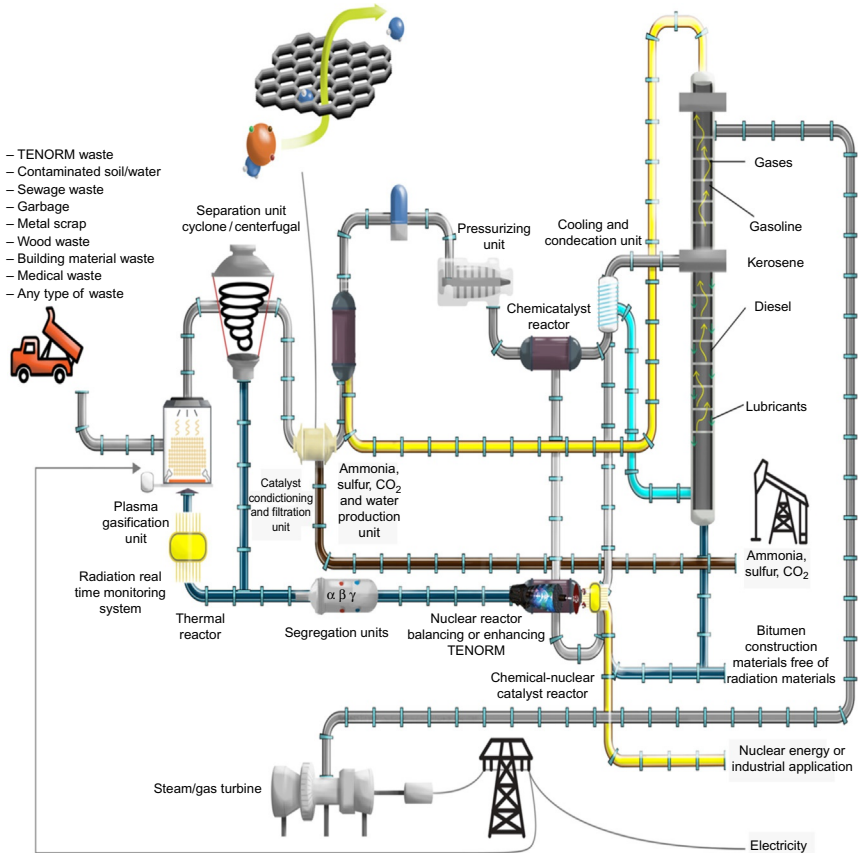 – TENORM waste
– Contaminated soil/water
– Sewage waste
– Garbage
– Metal scrap
– Wood waste
– Building material waste
– Medical waste
– Any type of waste
Separation unit
cyclone/centerfugal
Pressurizing
unit
Cooling and
condecation unit
Chemicatalyst
reactor
Gases
Gasoline
Kerosene
Diesel
Lubricants
Plasma
gasification
unit
Catalyst
condictioning
and filtration
unit
Ammonia,
sulfur, CO₂
and water
production
unit
Ammonia,
sulfur, CO₂
Radiation real
time monitoring
system
Thermal
reactor
α β γ
Segregation units
Nuclear reactor
balancing or enhancing
TENORM
Chemical-nuclear
catalyst reactor
Bitumen
construction
materials free of
radiation materials
Nuclear energy or
industrial application
Steam/gas turbine
Electricity